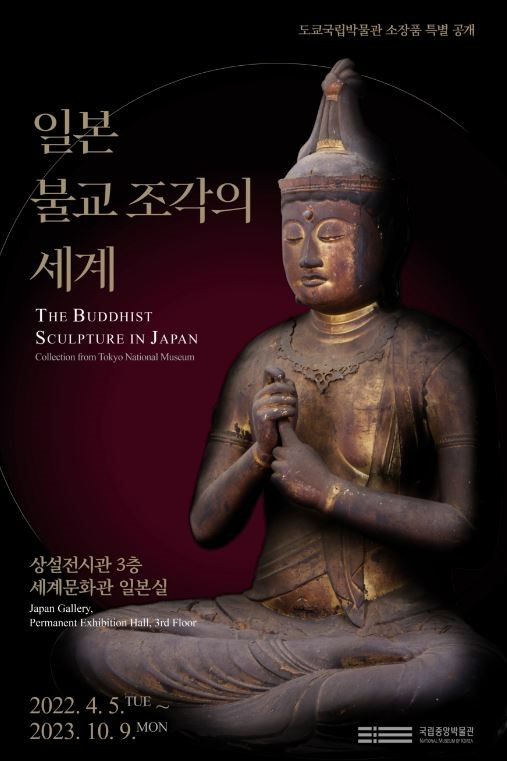 도쿄국립박물관 소장품 특별 공개
일본
불교 조각의
세계
THE BUDDHIST
SCULPTURE IN JAPAN
Collection from Tokyo National Museum
상설전시관 3층
세계문화관 일본실
Japan Gallery,
Permanent Exhibition Hall, 3rd Floor
2022. 4. 5.TUE ~
2023. 10. 9.MON
국립중앙박물관
NATIONAL MUSEUM OF KOREA